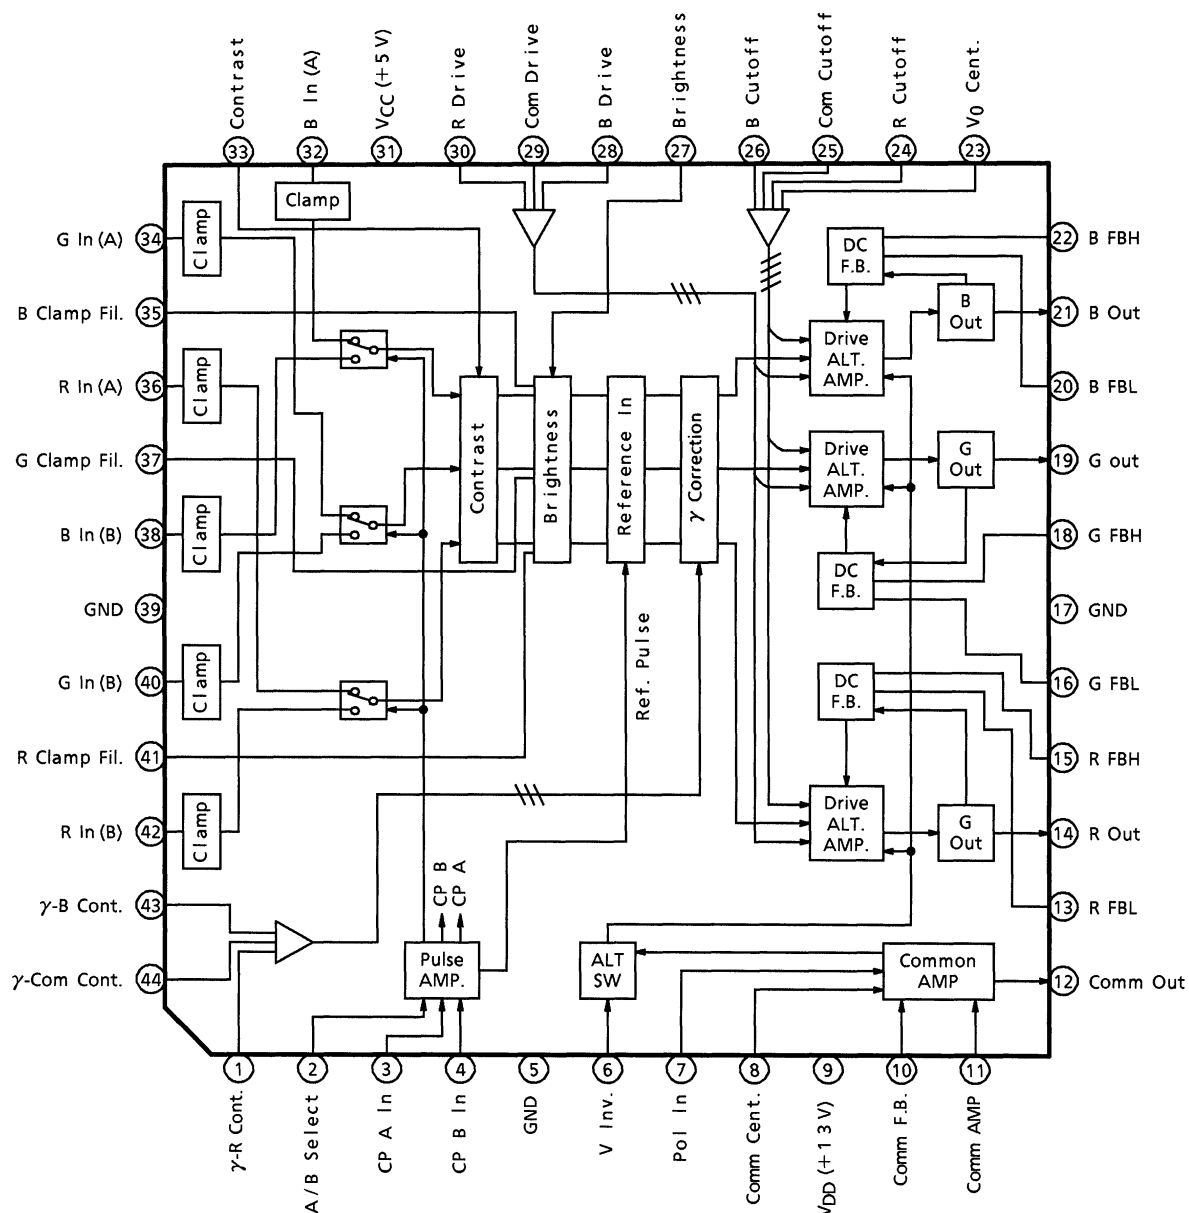 Contrast
B In (A)
VCC (+5 V)
R Drive
Com Drive
B Drive
Brightness
B Cutoff
Com Cutoff
R Cutoff
V0 Cent.
33
32
31
30
29
28
27
26
25
24
23
G In (A)
34
Clamp
Clamp
DC
F.B.
22
B FBH
B Clamp Fil.
35
B
Out
21
B Out
Drive
ALT.
AMP.
R In (A)
36
Clamp
20
B FBL
Contrast
Brightness
Reference In
γ Correction
G Clamp Fil.
37
Drive
ALT.
AMP.
G
Out
19
G out
B In (B)
38
Clamp
18
G FBH
DC
F.B.
GND
39
17
GND
G In (B)
40
Clamp
Ref. Pulse
DC
F.B.
16
G FBL
R Clamp Fil.
41
15
R FBH
R In (B)
42
Clamp
Drive
ALT.
AMP.
G
Out
14
R Out
CP B
CP A
γ-B Cont.
43
13
R FBL
γ-Com Cont.
44
Pulse
AMP.
ALT
SW
Common
AMP
12
Comm Out
1
2
3
4
5
6
7
8
9
10
11
γ-R Cont.
A/B Select
CP A In
CP B In
GND
V Inv.
Pol In
Comm Cent.
VDD (+13 V)
Comm F.B.
Comm AMP